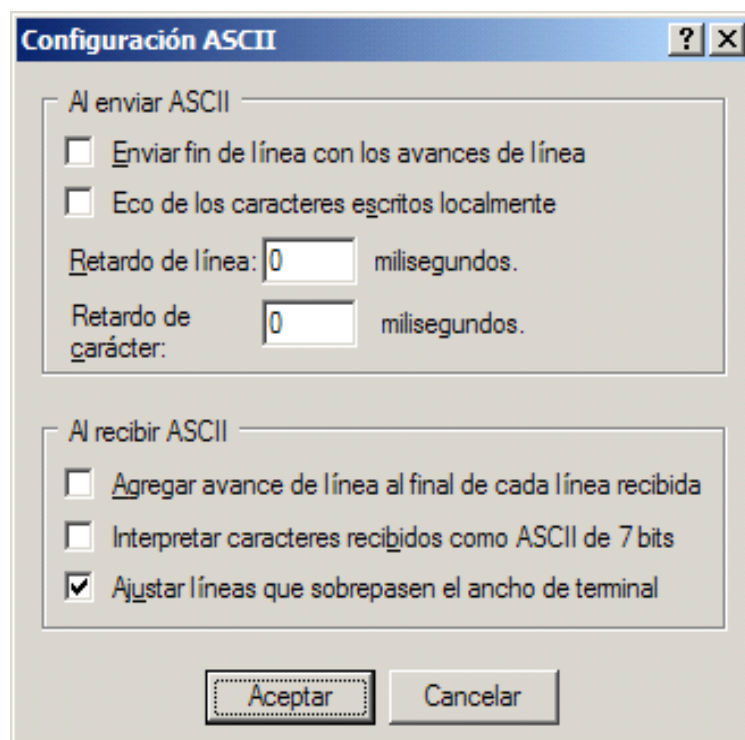 Configuración ASCII
Al enviar ASCII
Enviar fin de línea con los avances de línea
Eco de los caracteres escritos localmente
Retardo de línea: 0 milisegundos.
Retardo de
carácter: 0 milisegundos.
Al recibir ASCII
Agregar avance de línea al final de cada línea recibida
Interpretar caracteres recibidos como ASCII de 7 bits
Ajustar líneas que sobrepasen el ancho de terminal
Aceptar Cancelar